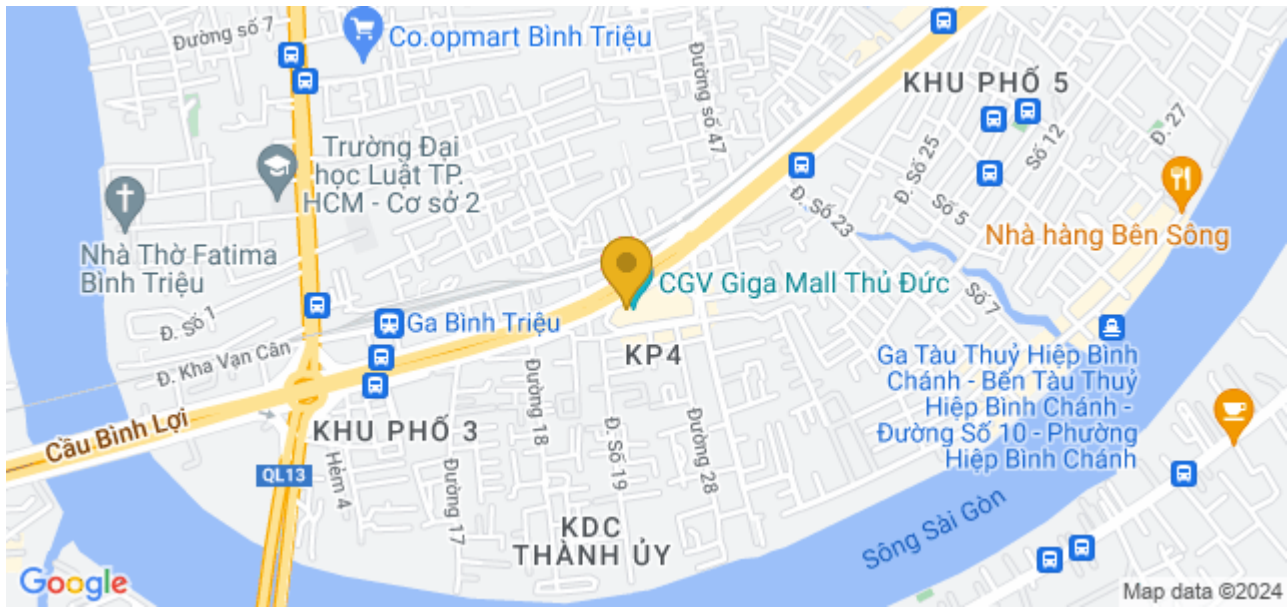 Đường số 7
Co.opmart Bình Triệu
Đường số 47
KHU PHỐ 5
Đ. 27
Số 12
Đ. Số 25
Số 5
Trường Đại
học Luật TP.
HCM - Cơ sở 2
Đ. Số 23
Nhà hàng Bên Sông
Nhà Thờ Fatima
Bình Triệu
CGV Giga Mall Thủ Đức
Số 7
Đ. Số 1
Ga Bình Triệu
Đ. Kha Vạn Cân
KP4
Ga Tàu Thuỷ Hiệp Bình
Chánh - Bến Tàu Thuỷ
Hiệp Bình Chánh -
Đường Số 10 - Phường
Hiệp Bình Chánh
Cầu Bình Lợi
KHU PHỐ 3
Đường 18
Đ. Số 19
Đường 28
QL13
Hẻm 4
Đường 17
KDC
THÀNH ỦY
Sông Sài Gòn
Google
Map data ©2024